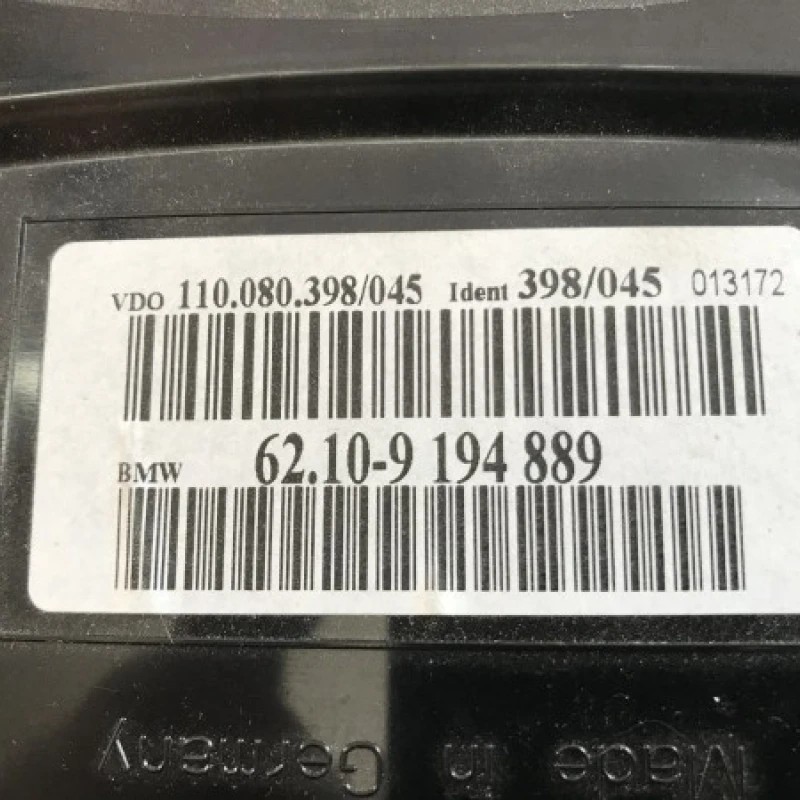 VDO 110.080.398/045 Ident 398/045 013172
BMW 62.10-9 194 889
Made in Germany